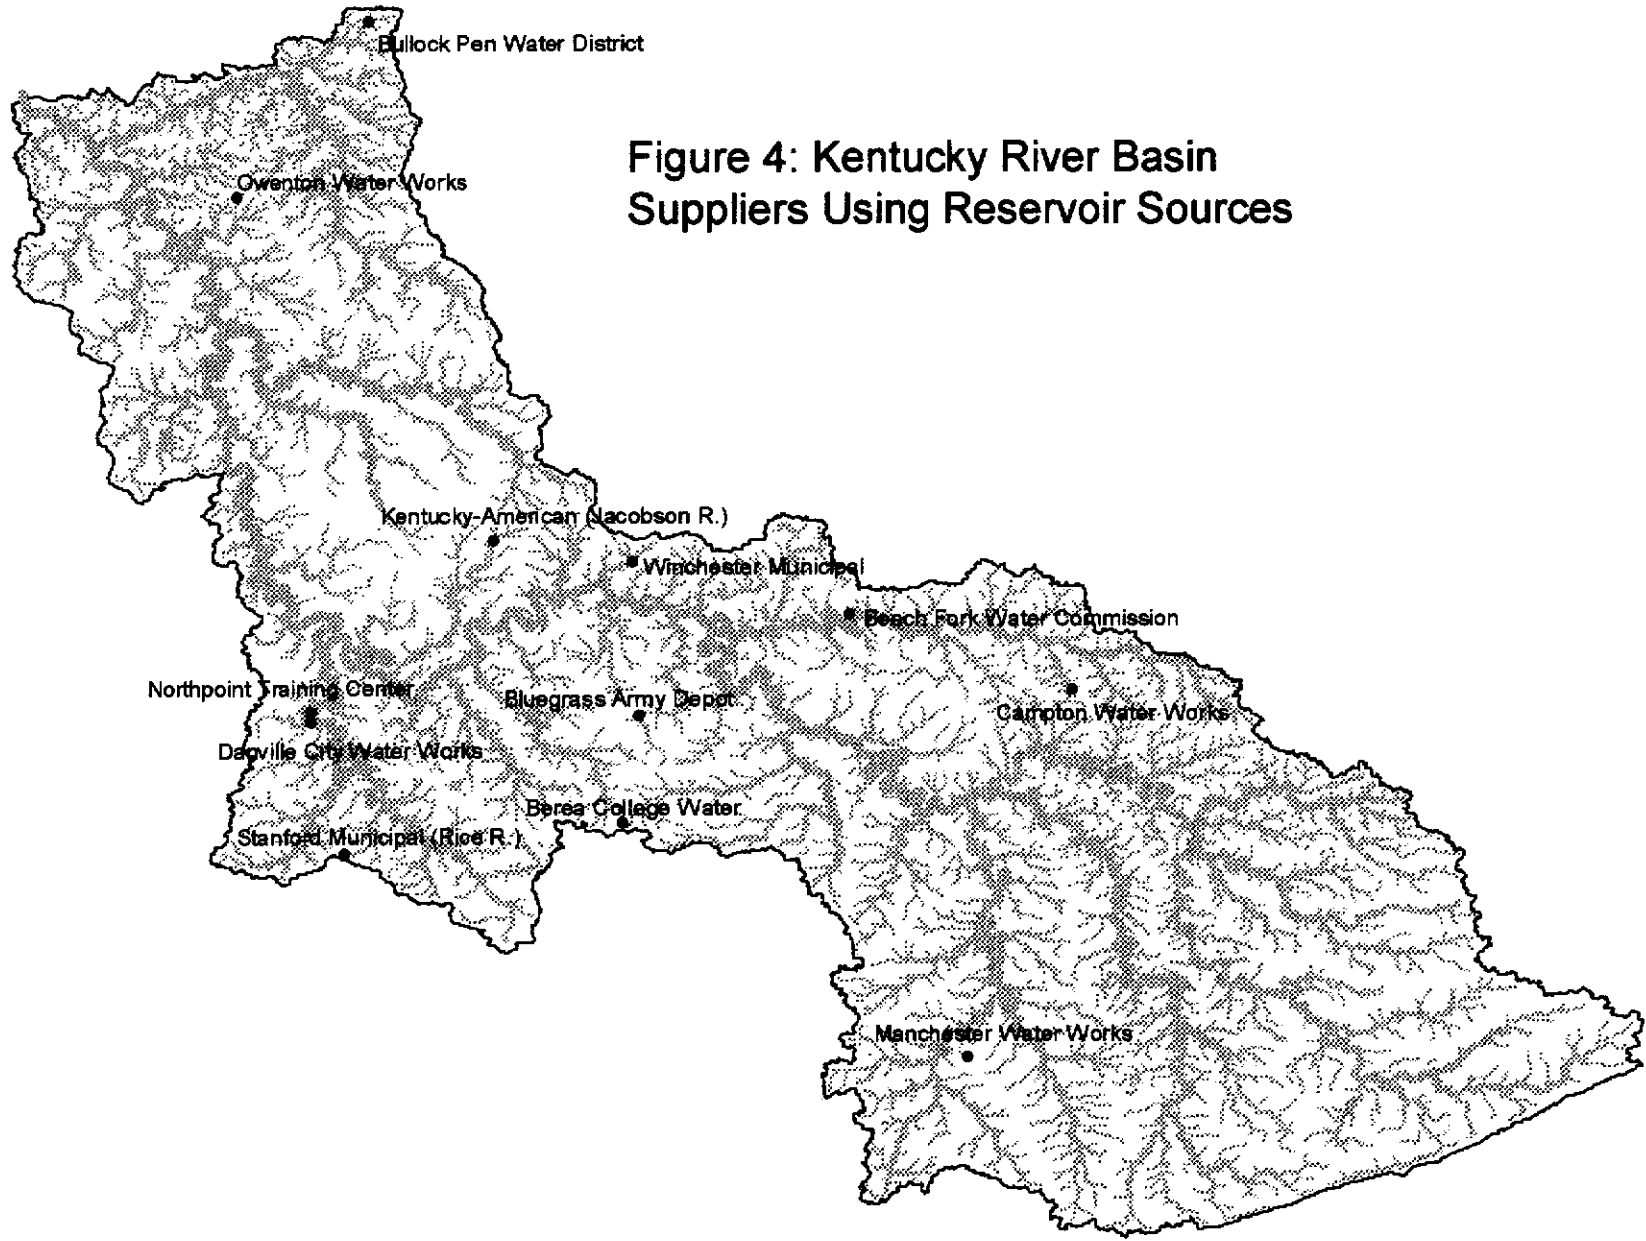 Bullock Pen Water District
Figure 4: Kentucky River Basin
Suppliers Using Reservoir Sources
Owenton Water Works
Kentucky-American (Jacobson R.)
Winchester Municipal
Beech Fork Water Commission
Northpoint Training Center
Bluegrass Army Depot
Campton Water Works
Danville City Water Works
Berea College Water
Stanford Municipal (Rice R.)
Manchester Water Works